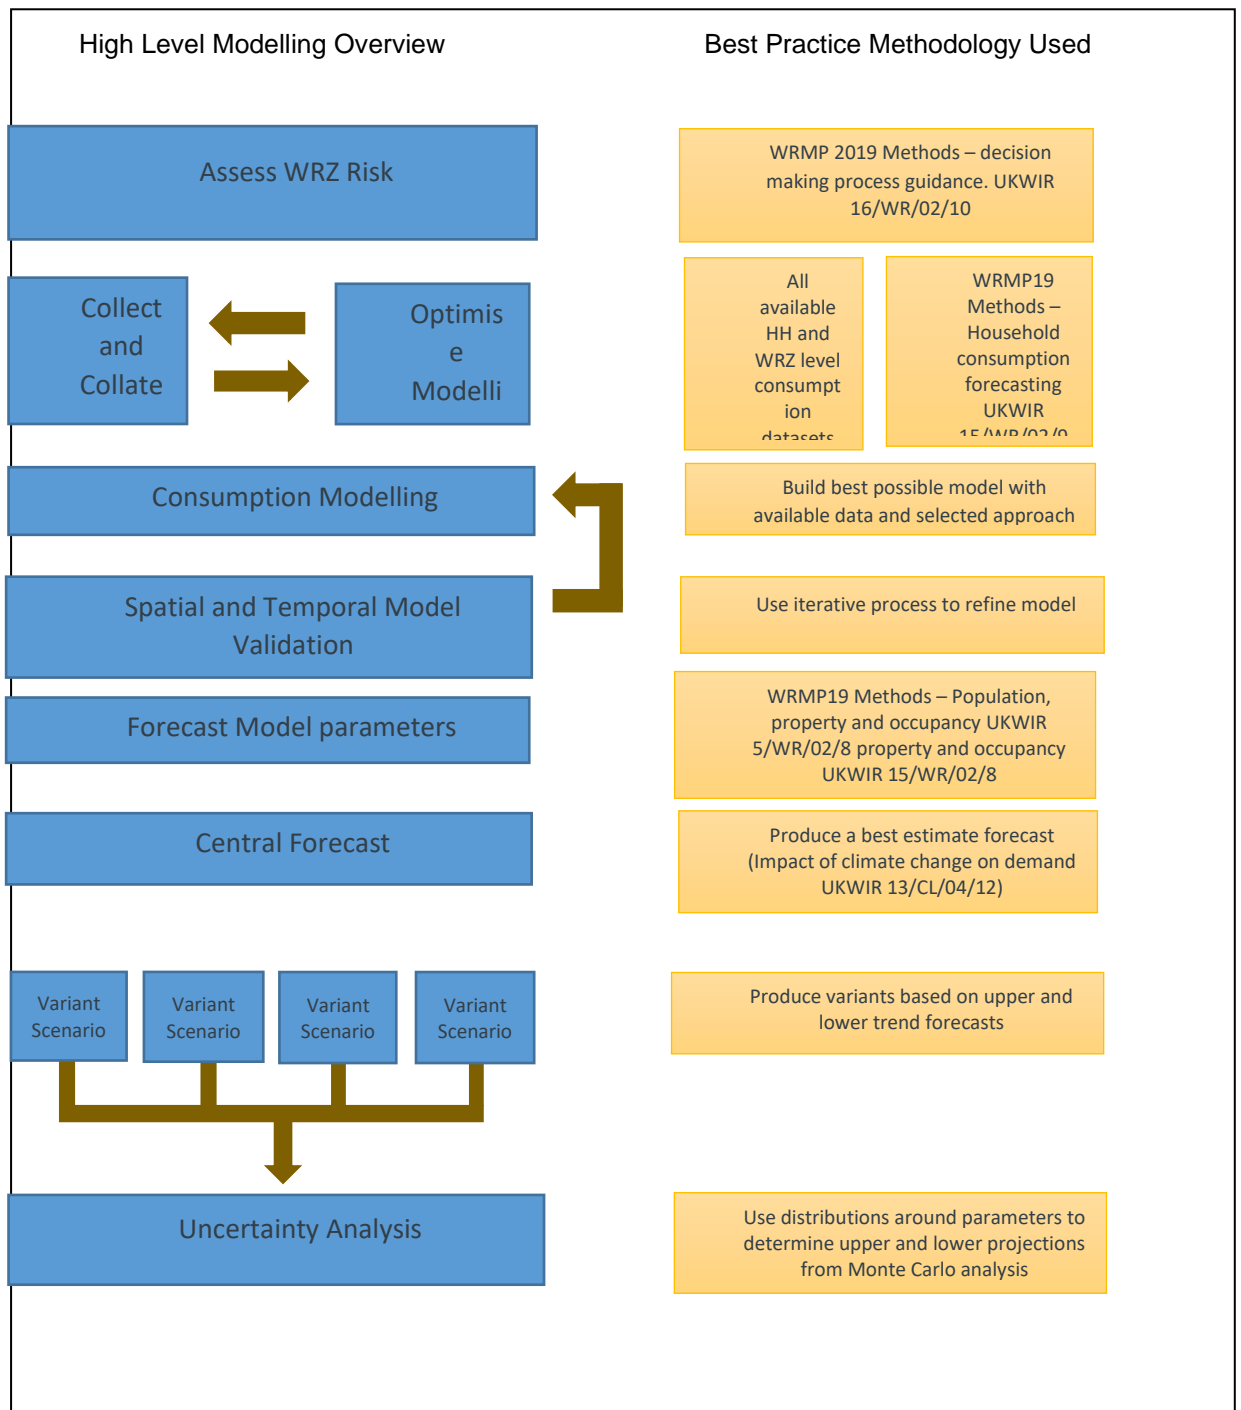 High Level Modelling Overview
Best Practice Methodology Used
Assess WRZ Risk
WRMP 2019 Methods – decision
making process guidance. UKWIR
16/WR/02/10
Collect
and
Collate
Optimis
e
Modelli
All
available
HH and
WRZ level
consumpt
ion
datasets
WRMP19
Methods –
Household
consumption
forecasting
UKWIR
15/WR/02/9
Consumption Modelling
Build best possible model with
available data and selected approach
Spatial and Temporal Model
Validation
Use iterative process to refine model
Forecast Model parameters
WRMP19 Methods – Population,
property and occupancy UKWIR
5/WR/02/8 property and occupancy
UKWIR 15/WR/02/8
Central Forecast
Produce a best estimate forecast
(Impact of climate change on demand
UKWIR 13/CL/04/12)
Variant
Scenario
Variant
Scenario
Variant
Scenario
Variant
Scenario
Produce variants based on upper and
lower trend forecasts
Uncertainty Analysis
Use distributions around parameters to
determine upper and lower projections
from Monte Carlo analysis